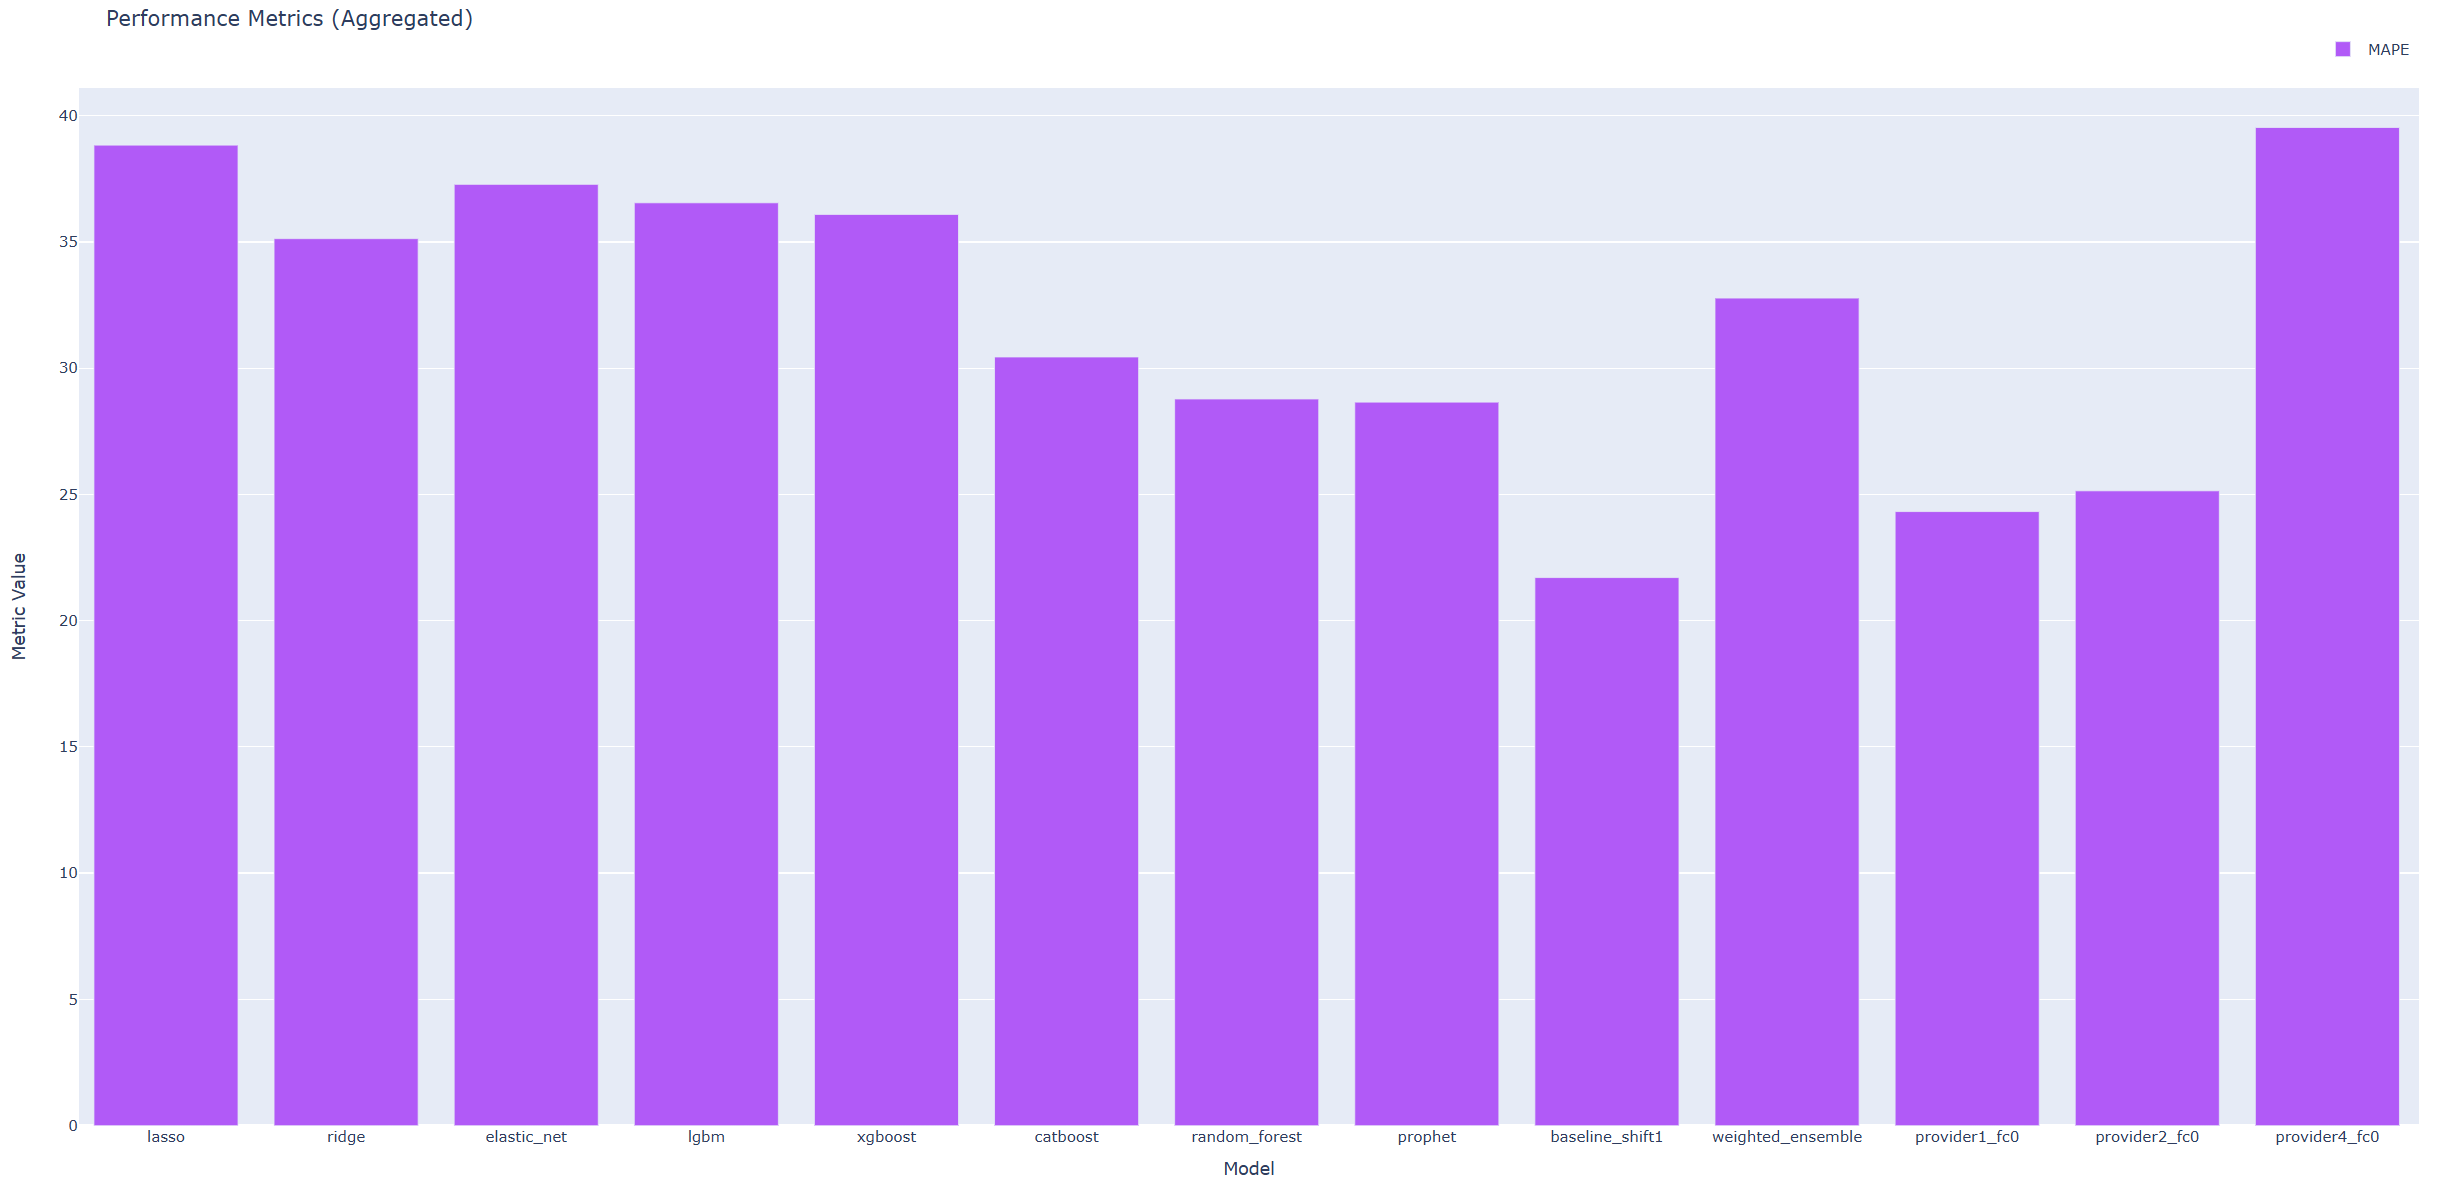 Performance Metrics (Aggregated)
MAPE
40
35
30
25
20
15
10
5
0
Metric Value
lasso ridge elastic_net lgbm xgboost catboost random_forest prophet baseline_shift1 weighted_ensemble provider1_fc0 provider2_fc0 provider4_fc0
Model